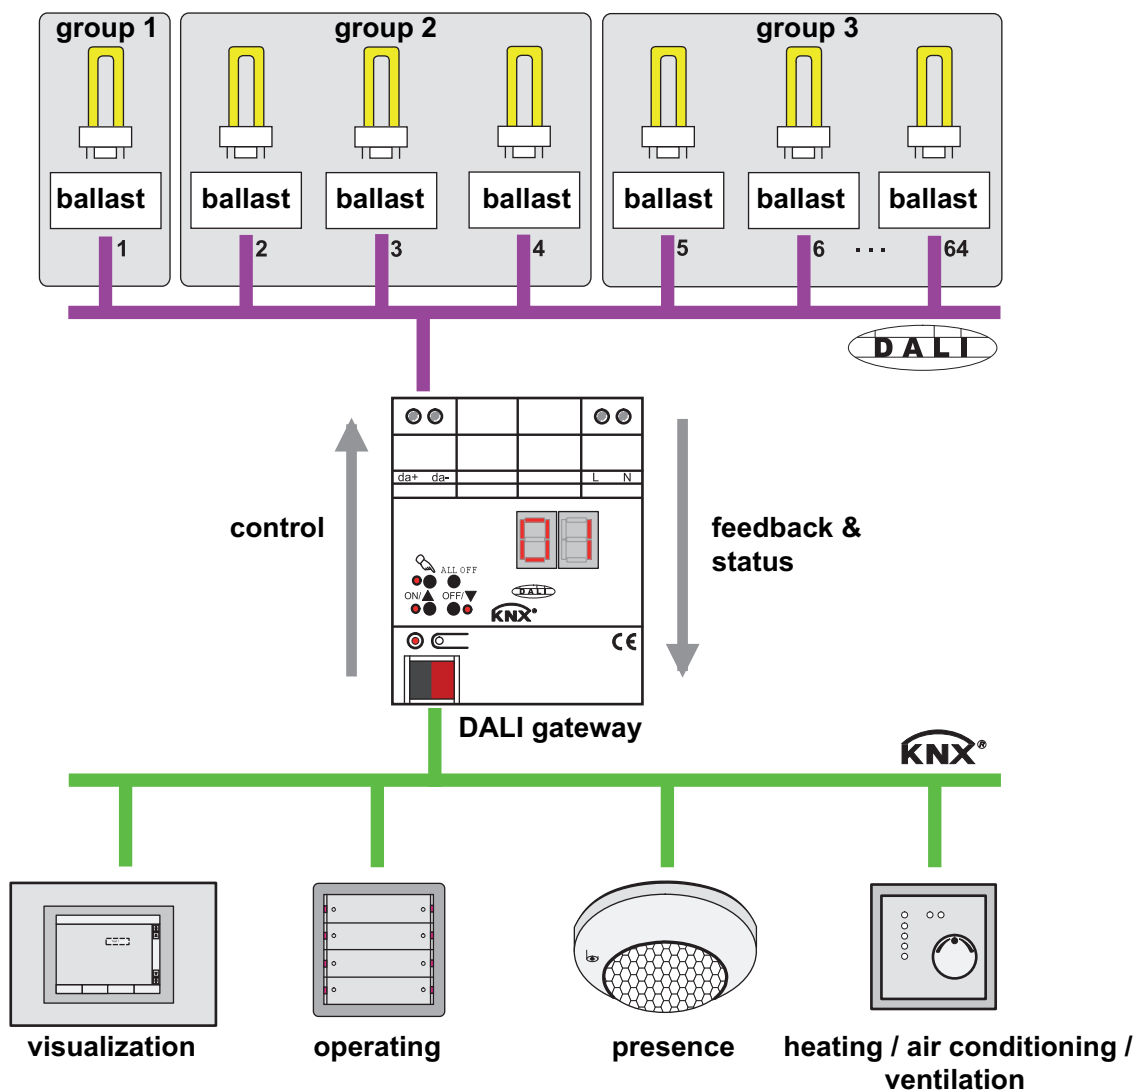 group 1 group 2 group 3
ballast ballast ballast ballast ballast ballast ballast
1 2 3 4 5 6 ... 64
DALI
da+ da- L N
control
feedback &
status
01
ALL OFF
ON/▲ OFF/▼
DALI
KNX®
CE
DALI gateway
KNX®
visualization operating presence heating / air conditioning /
ventilation